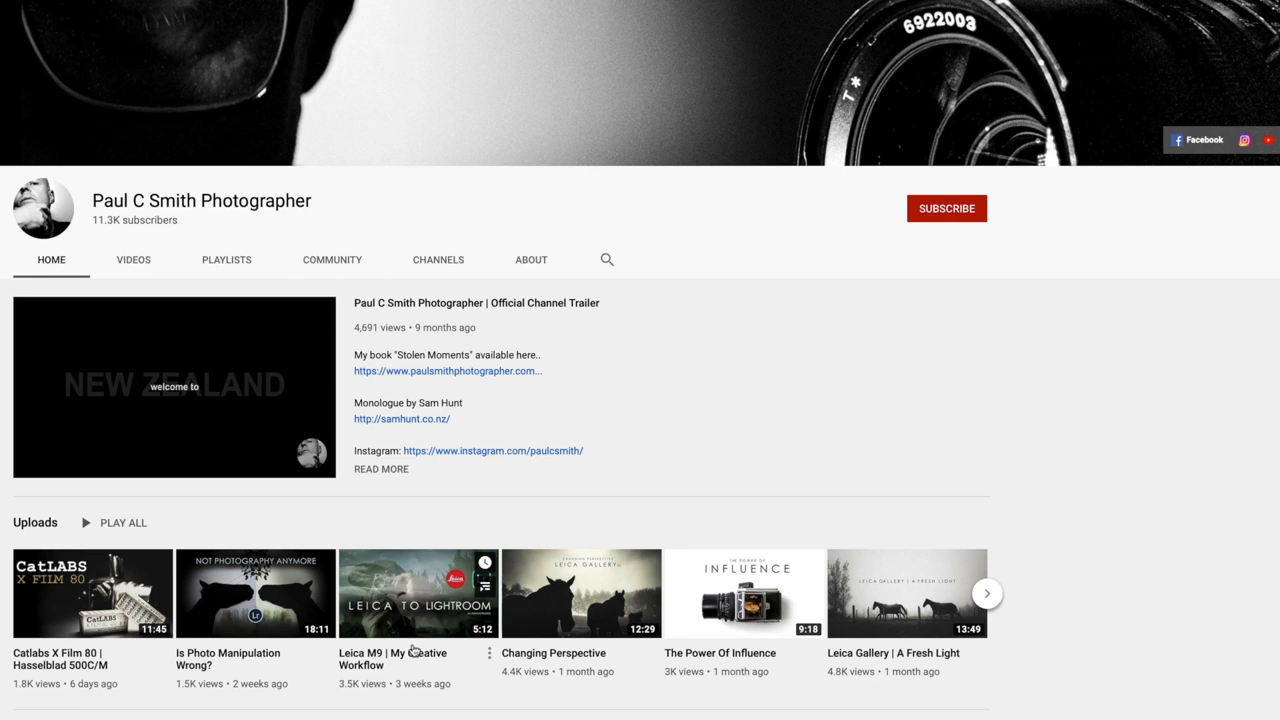 6922003
T*
Facebook
Paul C Smith Photographer
11.3K subscribers
SUBSCRIBE
HOME VIDEOS PLAYLISTS COMMUNITY CHANNELS ABOUT
NEW ZEALAND
welcome to
Paul C Smith Photographer | Official Channel Trailer
4,691 views • 9 months ago
My book "Stolen Moments" available here..
https://www.paulsmithphotographer.com...
Monologue by Sam Hunt
http://samhunt.co.nz/
Instagram: https://www.instagram.com/paulcsmith/
READ MORE
Uploads PLAY ALL
CatLABS
X FILM 80
CatLABS
11:45
NOT PHOTOGRAPHY ANYMORE
Lr
18:11
Leica
LEICA TO LIGHTROOM
5:12
CHANGING PERSPECTIVE
LEICA GALLERY
12:29
THE POWER OF
INFLUENCE
9:18
LEICA GALLERY | A FRESH LIGHT
13:49
Catlabs X Film 80 |
Hasselblad 500C/M
1.8K views • 6 days ago
Is Photo Manipulation
Wrong?
1.5K views • 2 weeks ago
Leica M9 | My Creative
Workflow
3.5K views • 3 weeks ago
Changing Perspective
4.4K views • 1 month ago
The Power Of Influence
3K views • 1 month ago
Leica Gallery | A Fresh Light
4.8K views • 1 month ago